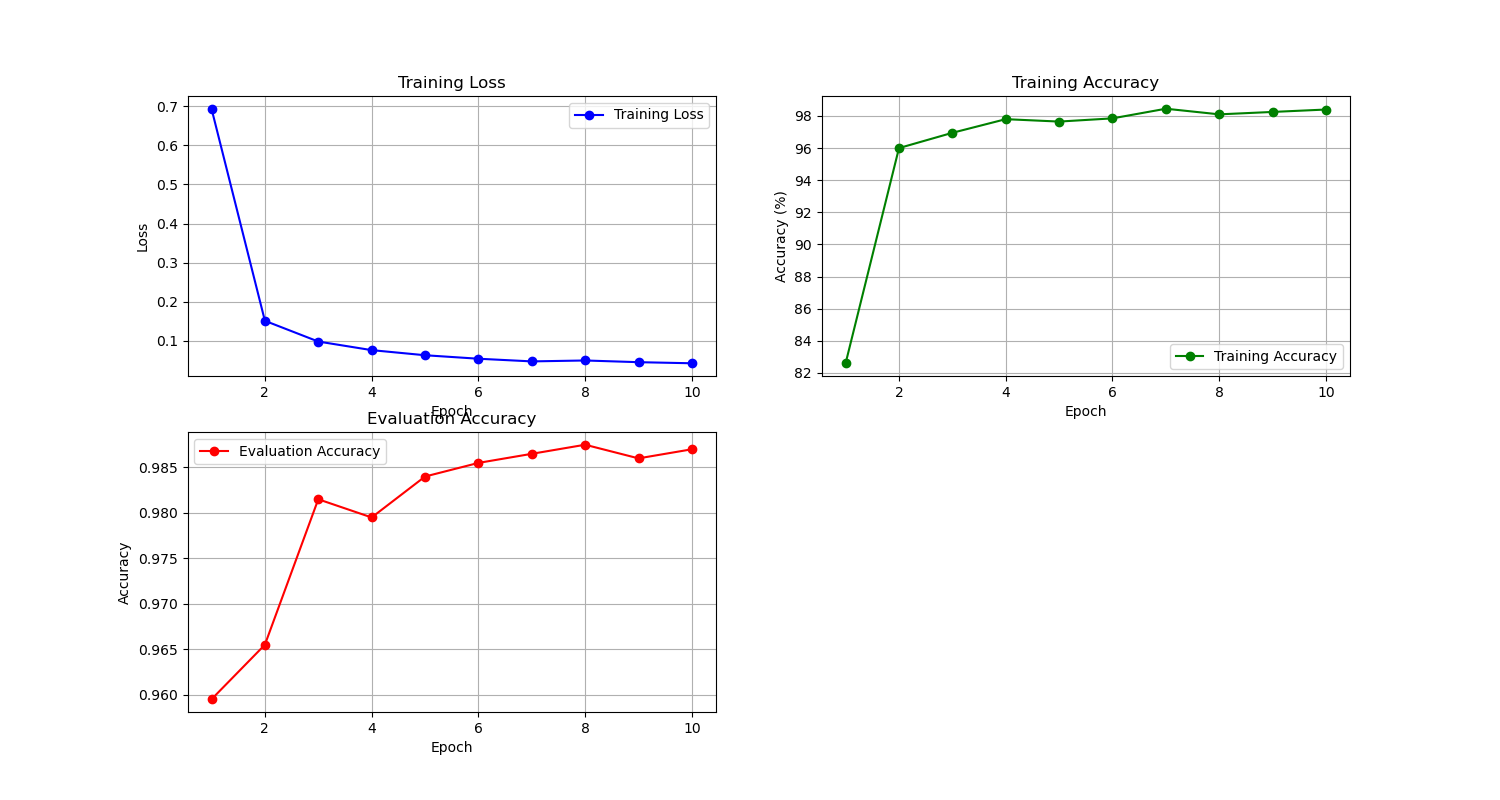 Training Loss
Training Loss
0.7
0.6
0.5
0.4
0.3
0.2
0.1
Loss
2 4 6 8 10
Epoch
Training Accuracy
98
96
94
92
90
88
86
84
82
Accuracy (%)
Training Accuracy
2 4 6 8 10
Epoch
Evaluation Accuracy
Evaluation Accuracy
0.985
0.980
0.975
0.970
0.965
0.960
Accuracy
2 4 6 8 10
Epoch